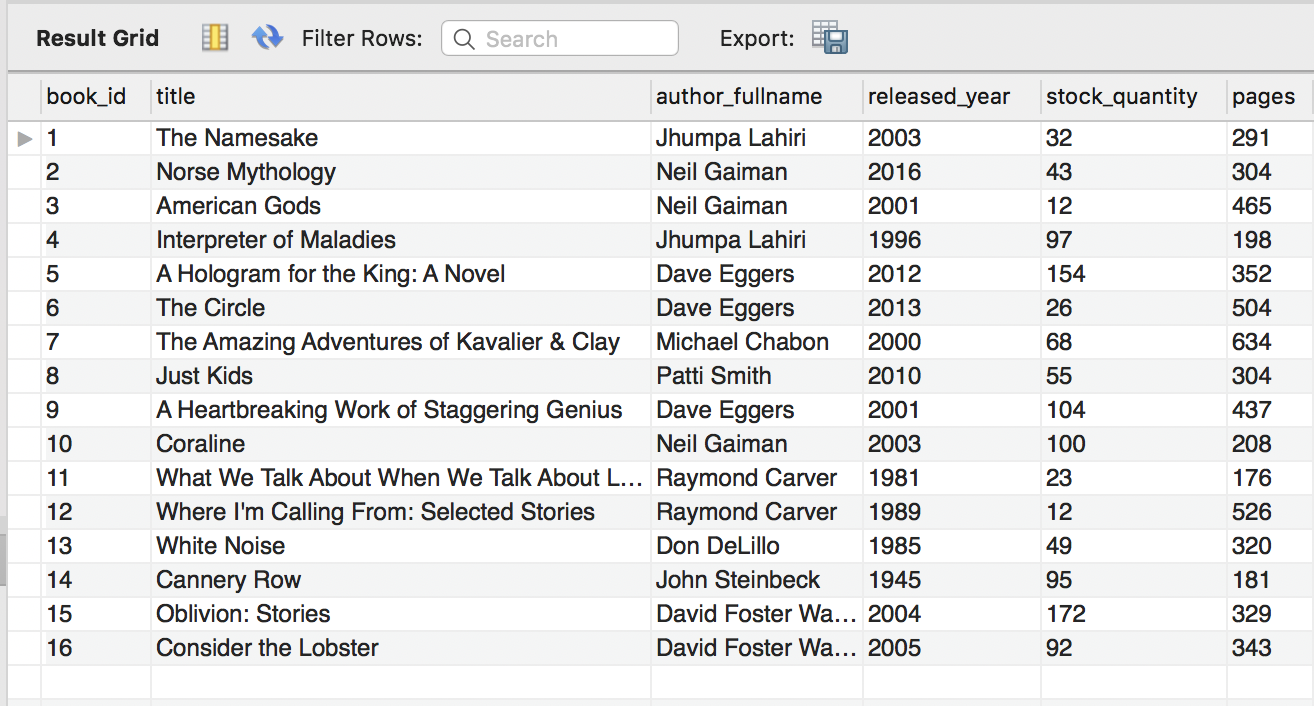 Result Grid Filter Rows: Search Export:
book_id title author_fullname released_year stock_quantity pages
1 The Namesake Jhumpa Lahiri 2003 32 291
2 Norse Mythology Neil Gaiman 2016 43 304
3 American Gods Neil Gaiman 2001 12 465
4 Interpreter of Maladies Jhumpa Lahiri 1996 97 198
5 A Hologram for the King: A Novel Dave Eggers 2012 154 352
6 The Circle Dave Eggers 2013 26 504
7 The Amazing Adventures of Kavalier & Clay Michael Chabon 2000 68 634
8 Just Kids Patti Smith 2010 55 304
9 A Heartbreaking Work of Staggering Genius Dave Eggers 2001 104 437
10 Coraline Neil Gaiman 2003 100 208
11 What We Talk About When We Talk About L... Raymond Carver 1981 23 176
12 Where I'm Calling From: Selected Stories Raymond Carver 1989 12 526
13 White Noise Don DeLillo 1985 49 320
14 Cannery Row John Steinbeck 1945 95 181
15 Oblivion: Stories David Foster Wa... 2004 172 329
16 Consider the Lobster David Foster Wa... 2005 92 343